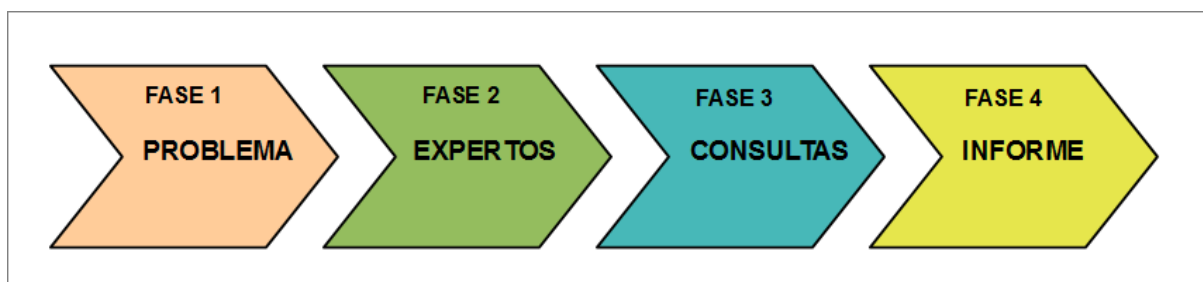 FASE 1
PROBLEMA
FASE 2
EXPERTOS
FASE 3
CONSULTAS
FASE 4
INFORME